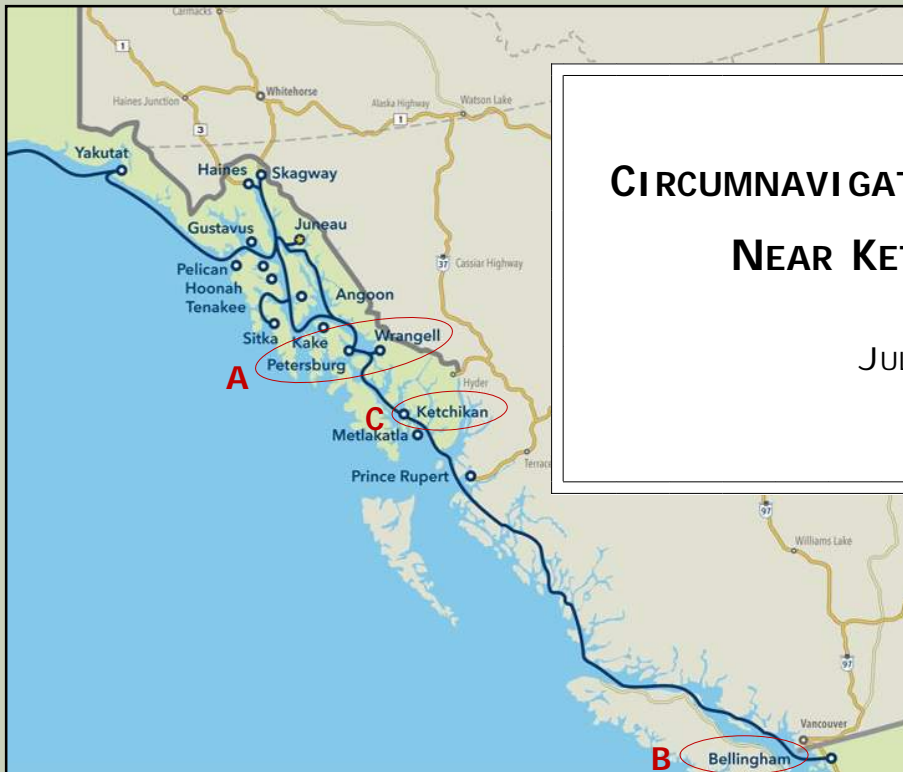 Carmacks
1
Haines Junction
Whitehorse
Alaska Highway
1
Watson Lake
3
Yakutat
Haines
Skagway
Gustavus
Juneau
37
Cassiar Highway
Pelican
Hoonah
Tenakee
Angoon
Sitka
Kake
Wrangell
Petersburg
A
Hyder
C
Ketchikan
Metlakatla
Terrace
Prince Rupert
97
Williams Lake
97
Vancouver
B
Bellingham
CIRCUMNAVIGAT
NEAR KET
JUL